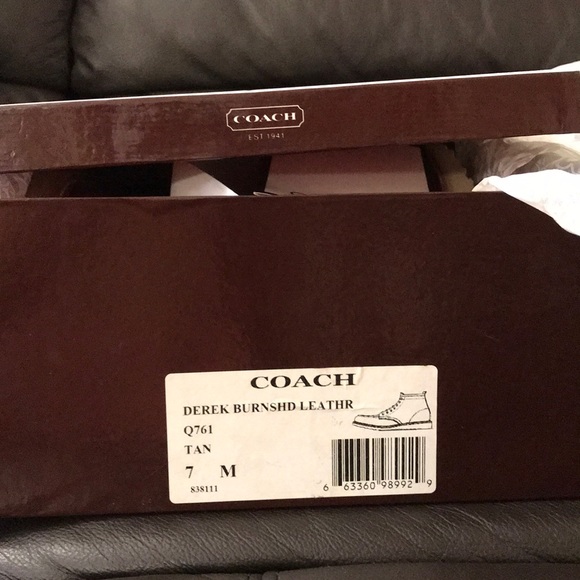 COACH
EST 1941
COACH
DEREK BURNSHD LEATHR
Q761
TAN
7 M
838111
6 63360 98992 9